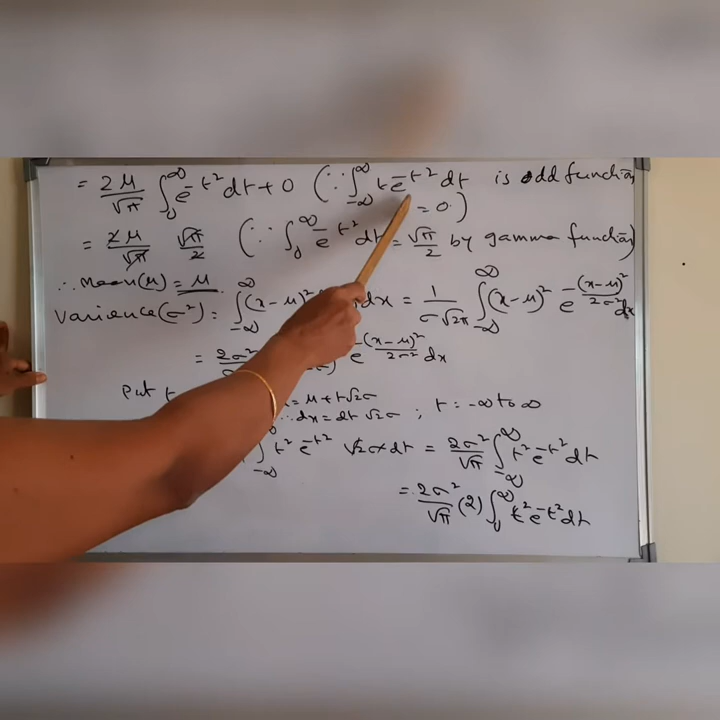 = 2μ/√π ∫₀^∞ e^-t² dt + 0 (∵ ∫_-∞^∞ t e^-t² dt is odd function
= 0)
= 2μ/√π √π/2 (∵ ∫₀^∞ e^-t² dt = √π/2 by gamma function)
∴ mean(μ) = μ
Varience(σ²) = ∫_-∞^∞ (x-μ)² dx = 1/σ√2π ∫_-∞^∞ (x-μ)² e^-(x-μ)²/2σ² dx
= 2σ² e^-(x-μ)²/2σ² dx
Put t = μ + t√2σ
dx = dt √2σ ; t : -∞ to ∞
∫_-∞ t² e^-t² √2σ dt = 2σ²/√π ∫_-∞^∞ t² e^-t² dt
= 2σ²/√π (2) ∫₀^∞ t² e^-t² dt